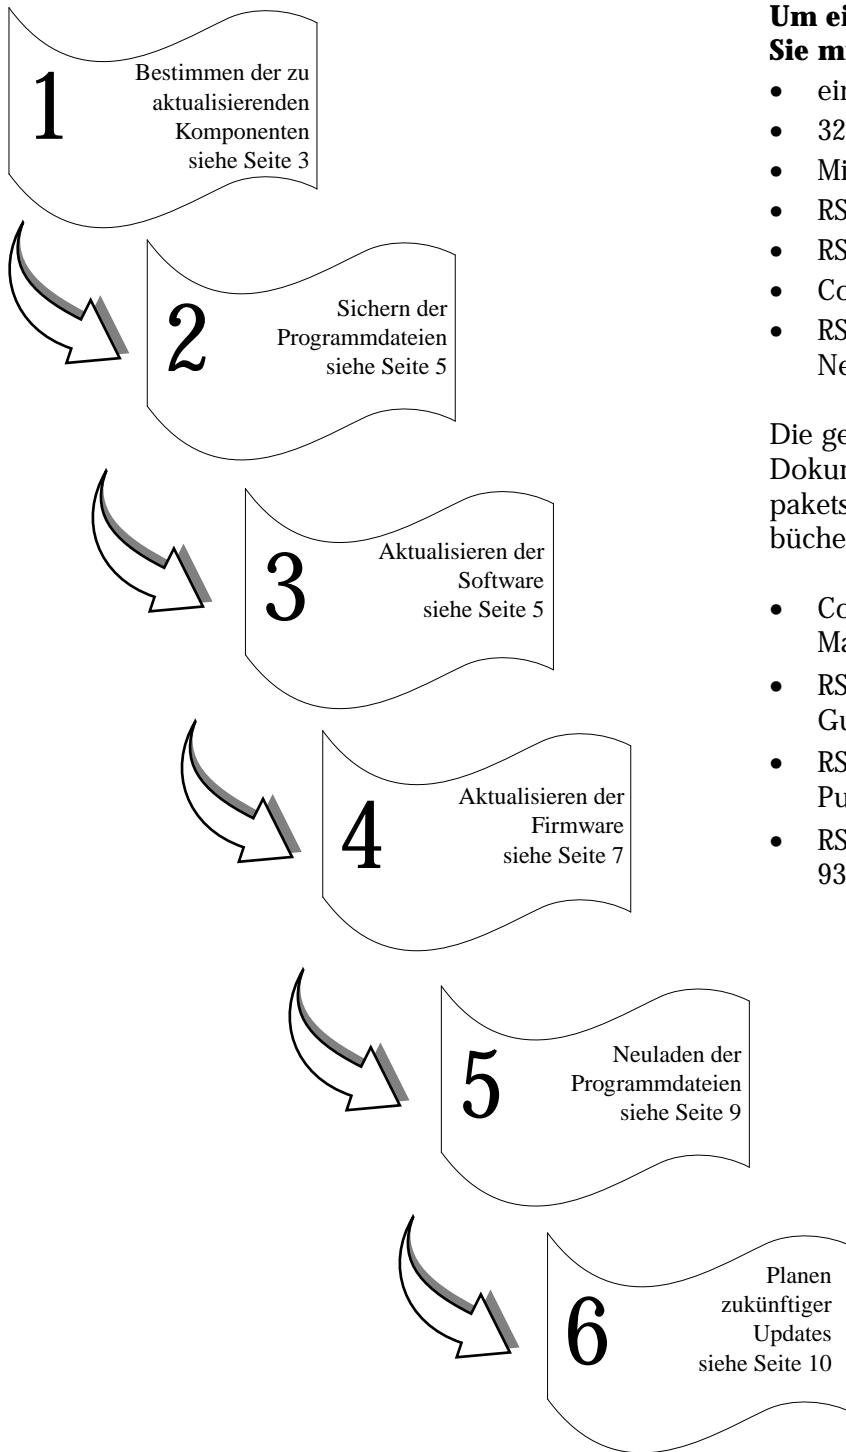 1
Bestimmen der zu
aktualisierenden
Komponenten
siehe Seite 3
2
Sichern der
Programmdateien
siehe Seite 5
3
Aktualisieren der
Software
siehe Seite 5
4
Aktualisieren der
Firmware
siehe Seite 7
5
Neuladen der
Programmdateien
siehe Seite 9
6
Planen
zukünftiger
Updates
siehe Seite 10
Um ei
Sie m
• ein
• 32
• Mi
• RS
• RS
• Co
• RS
Ne
Die ge
Dokun
pakets
büche
• Co
Ma
• RS
Gu
• RS
Pu
• RS
93